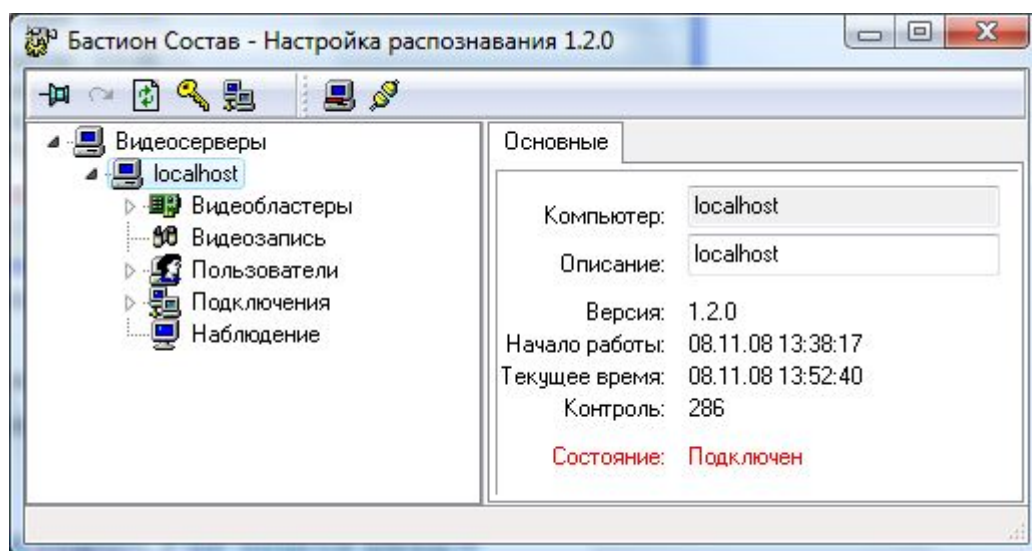 Бастион Состав - Настройка распознавания 1.2.0
Видеосерверы
localhost
Видеобластеры
Видеозапись
Пользователи
Подключения
Наблюдение
Основные
Компьютер: localhost
Описание: localhost
Версия: 1.2.0
Начало работы: 08.11.08 13:38:17
Текущее время: 08.11.08 13:52:40
Контроль: 286
Состояние: Подключен